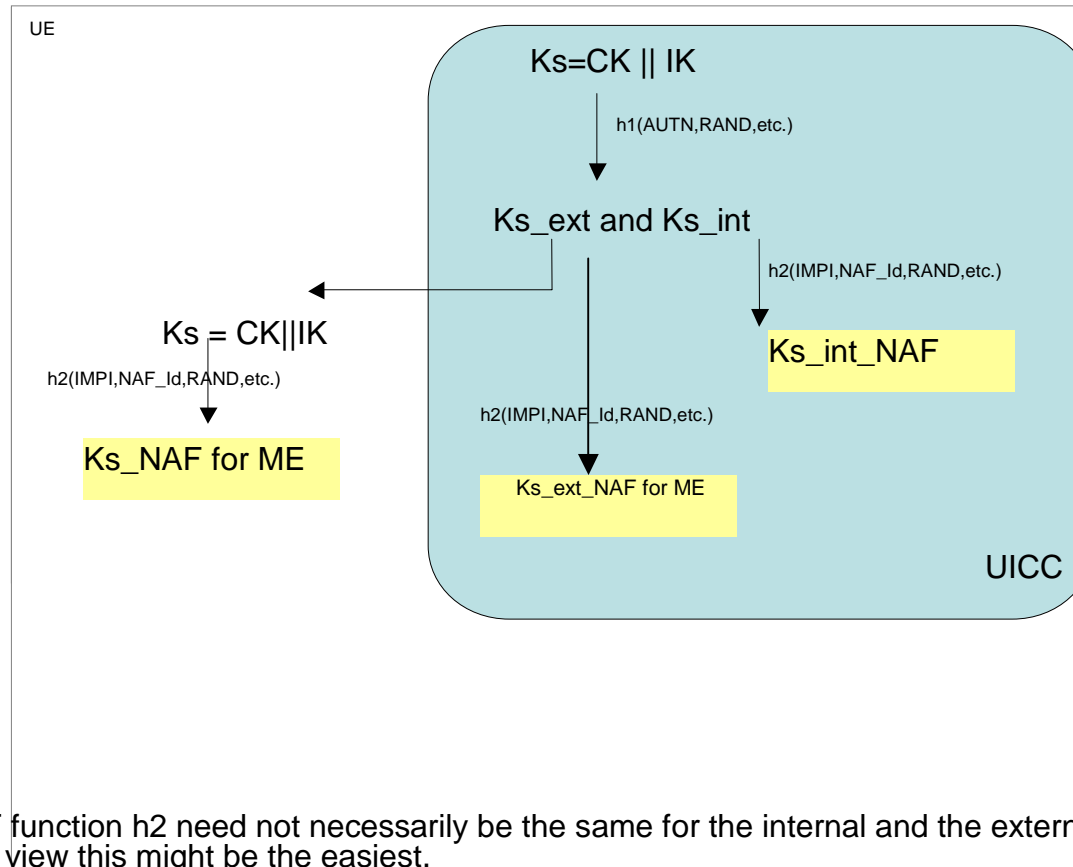 UE
Ks=CK || IK
h1(AUTN,RAND,etc.)
Ks_ext and Ks_int
h2(IMPI,NAF_Id,RAND,etc.)
Ks = CK||IK
Ks_int_NAF
h2(IMPI,NAF_Id,RAND,etc.)
h2(IMPI,NAF_Id,RAND,etc.)
Ks_NAF for ME
Ks_ext_NAF for ME
UICC
function h2 need not necessarily be the same for the internal and the extern
view this might be the easiest.